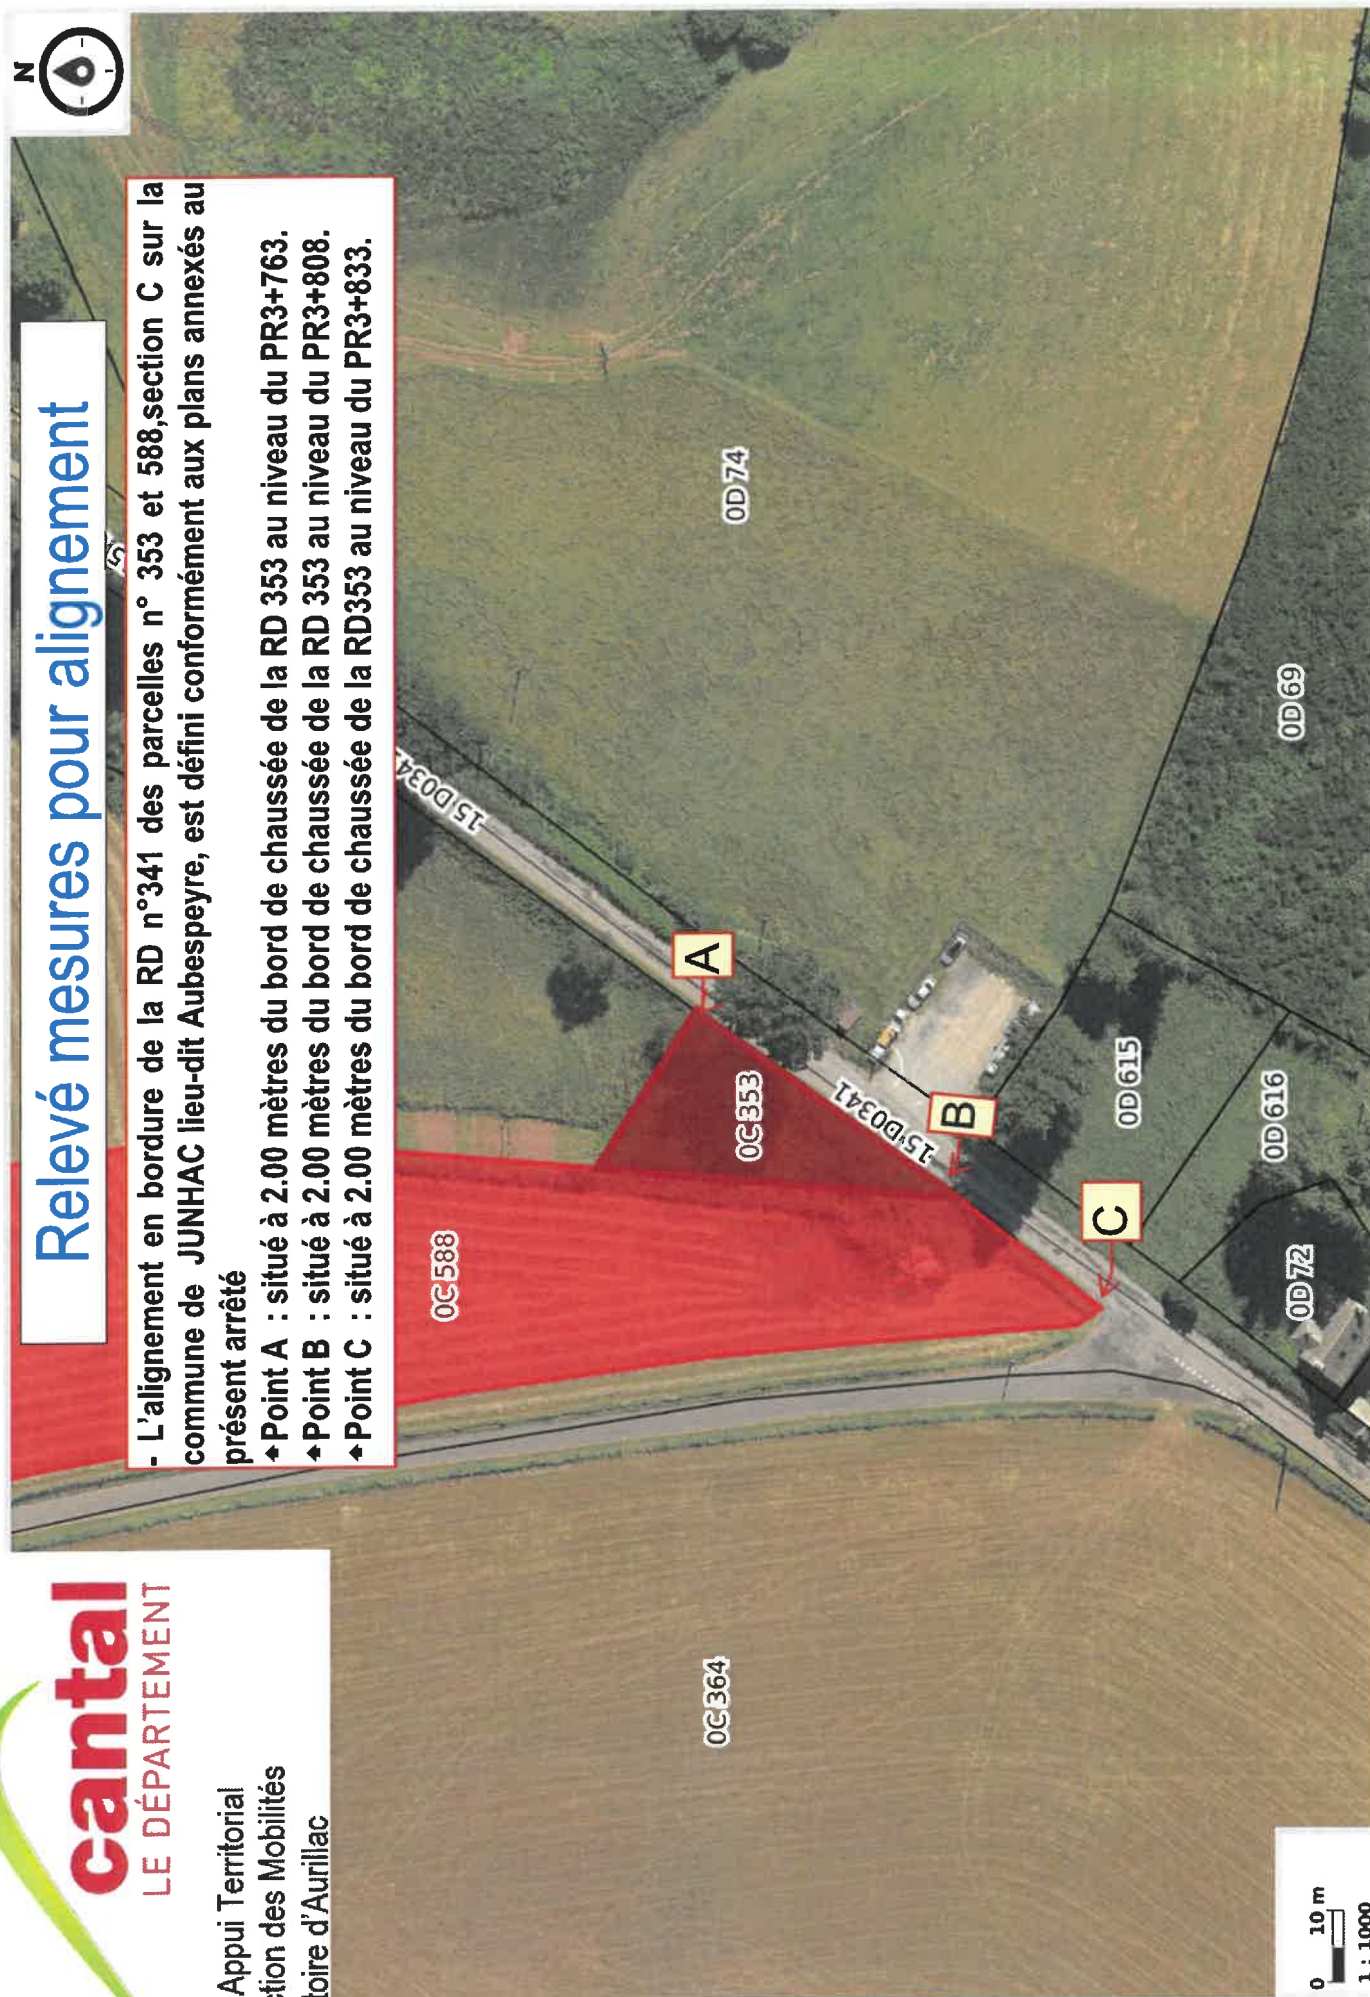 cantal
LE DÉPARTEMENT
Appui Territorial
ction des Mobilités
toire d'Aurillac
Relevé mesures pour alignement
N
- L'alignement en bordure de la RD n°341 des parcelles n° 353 et 588,section C sur la
commune de JUNHAC lieu-dit Aubespeyre, est défini conformément aux plans annexés au
présent arrêté
Point A : situé à 2.00 mètres du bord de chaussée de la RD 353 au niveau du PR3+763.
Point B : situé à 2.00 mètres du bord de chaussée de la RD 353 au niveau du PR3+808.
Point C : situé à 2.00 mètres du bord de chaussée de la RD353 au niveau du PR3+833.
15 D034
0C 588
0D 74
A
0C 353
0C 364
15 D0341
B
C
0D 615
0D 616
0D 69
0D 72
0 10 m
1 : 1000